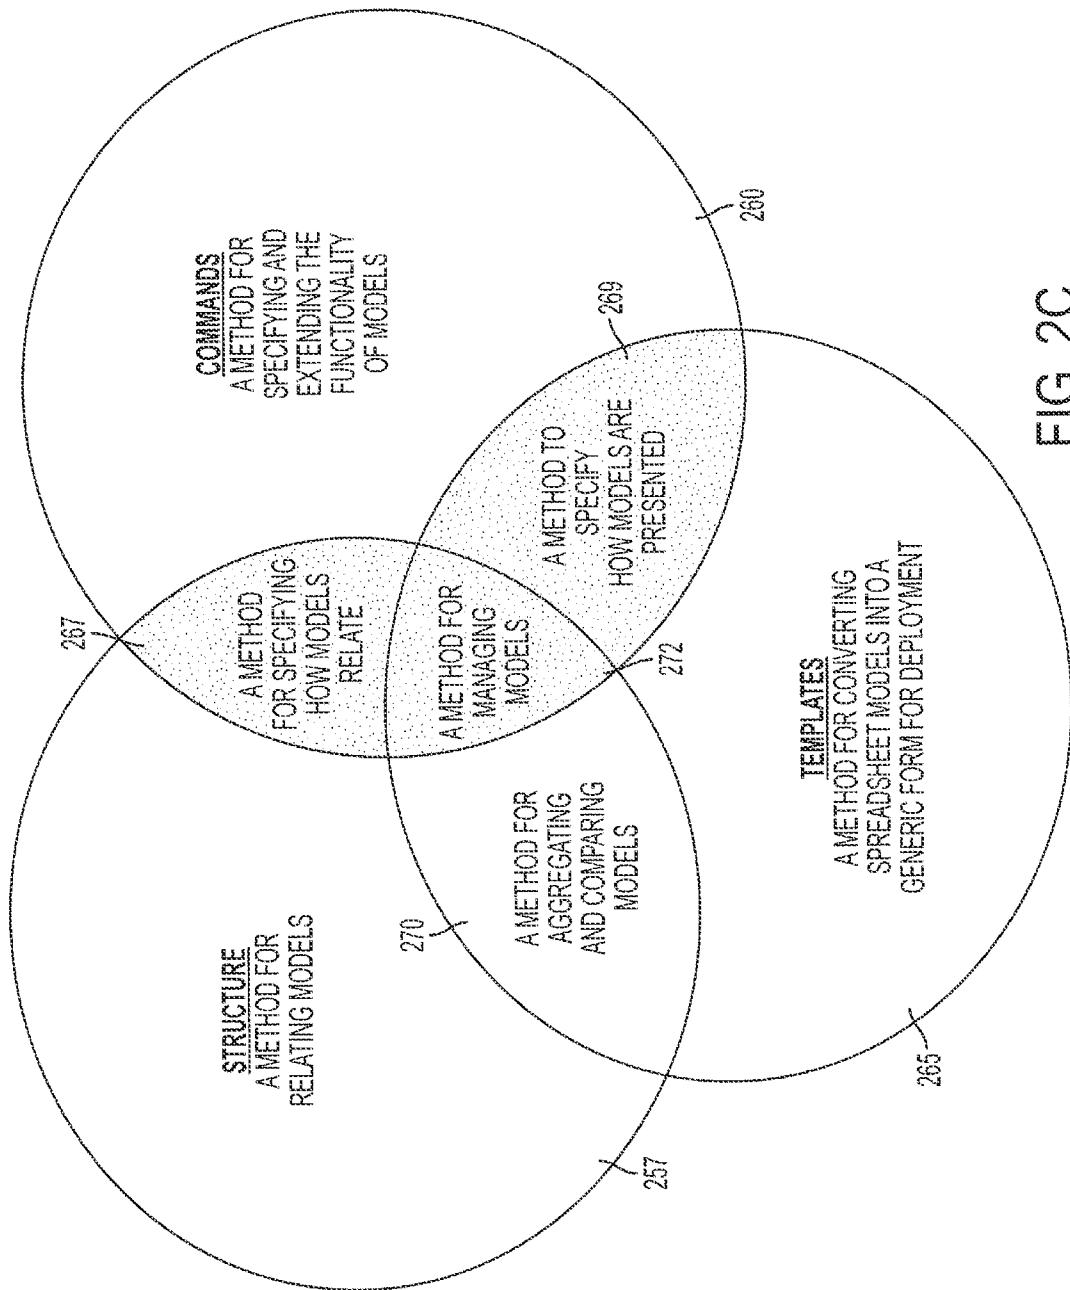 STRUCTURE
A METHOD FOR
RELATING MODELS
257
267
A METHOD
FOR SPECIFYING
HOW MODELS
RELATE
COMMANDS
A METHOD FOR
SPECIFYING AND
EXTENDING THE
FUNCTIONALITY
OF MODELS
260
270
A METHOD FOR
AGGREGATING
AND COMPARING
MODELS
A METHOD FOR
MANAGING
MODELS
272
A METHOD TO
SPECIFY
HOW MODELS ARE
PRESENTED
269
TEMPLATES
A METHOD FOR CONVERTING
SPREADSHEET MODELS INTO A
GENERIC FORM FOR DEPLOYMENT
265
FIG. 2C